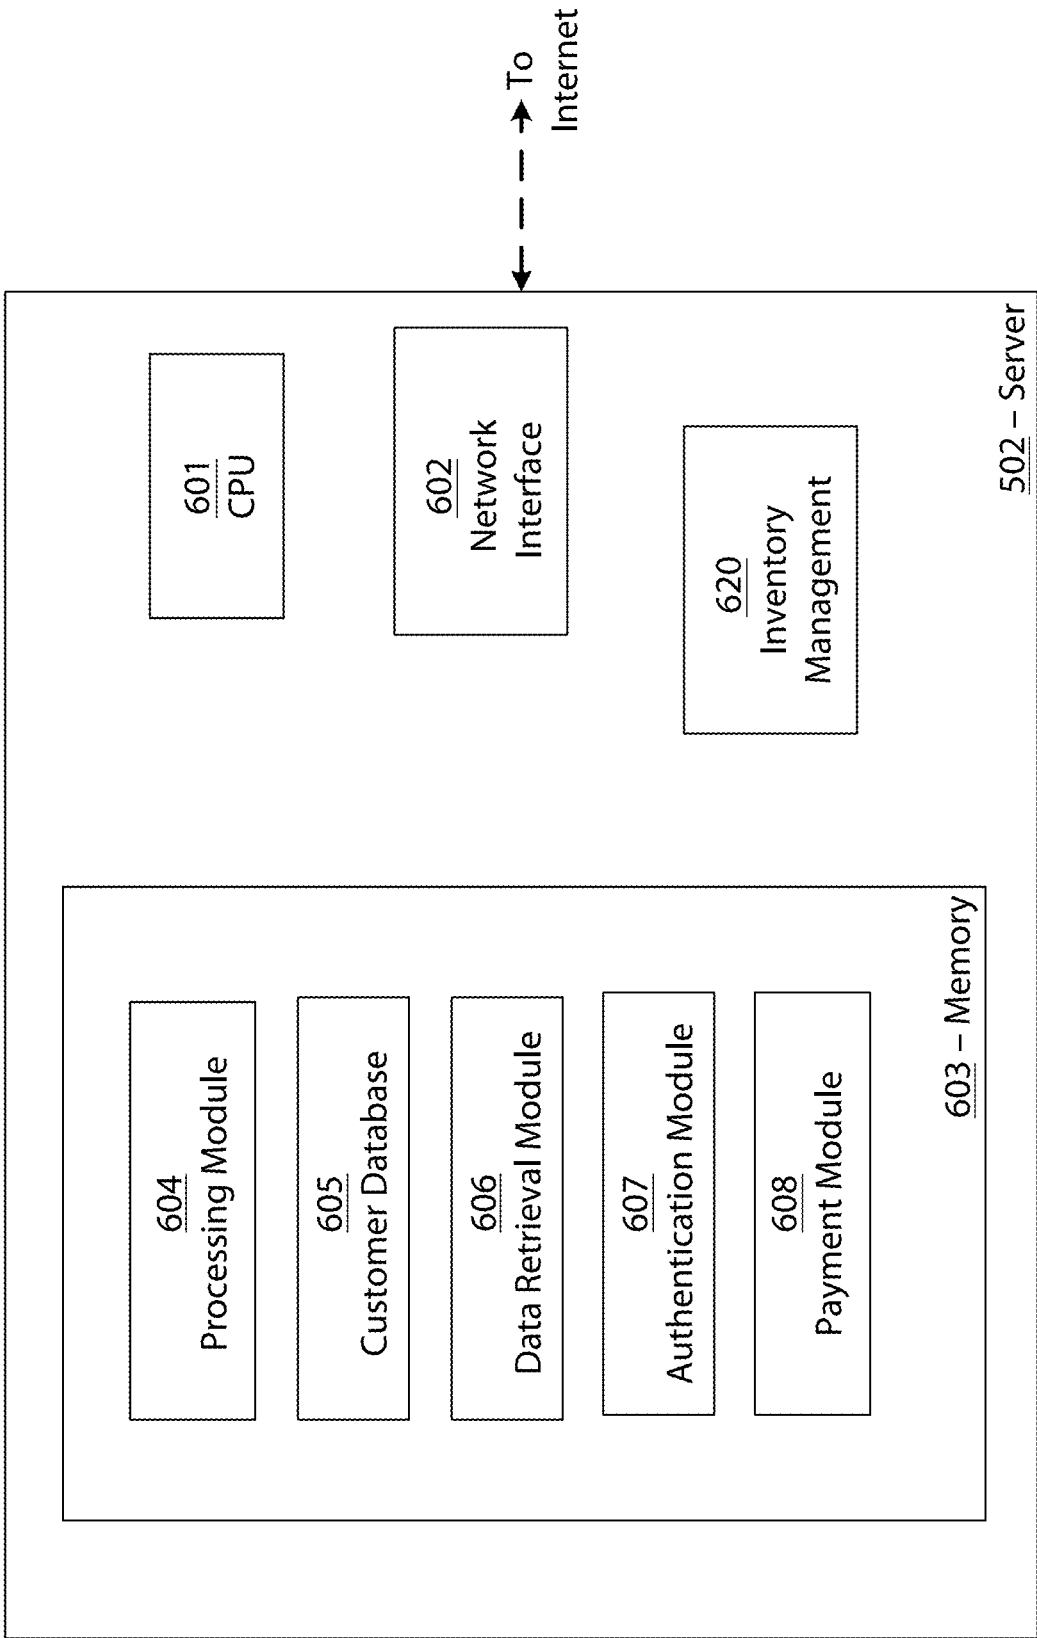 604
Processing Module
605
Customer Database
606
Data Retrieval Module
607
Authentication Module
608
Payment Module
603 – Memory
601
CPU
602
Network
Interface
620
Inventory
Management
502 – Server
To
Internet